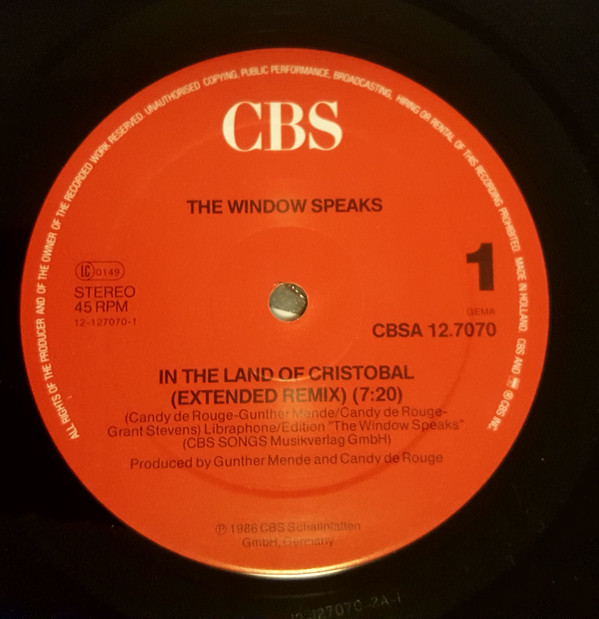 ALL RIGHTS OF THE PRODUCER AND OF THE OWNER OF THE RECORDED WORK RESERVED. UNAUTHORISED COPYING, PUBLIC PERFORMANCE, BROADCASTING, HIRING OR RENTAL OF THIS RECORDING PROHIBITED. MADE IN HOLLAND. CBS AND ® CBS INC.
CBS
THE WINDOW SPEAKS
LC 0149
STEREO
45 RPM
12-127070-1
1
GEMA
CBSA 12.7070
IN THE LAND OF CRISTOBAL
(EXTENDED REMIX) (7:20)
(Candy de Rouge-Gunther Mende/Candy de Rouge-
Grant Stevens) Libraphone/Edition "The Window Speaks"
(CBS SONGS Musikverlag GmbH)
Produced by Gunther Mende and Candy de Rouge
℗ 1986 CBS Schallplatten
GmbH, Germany
127070-2A-1